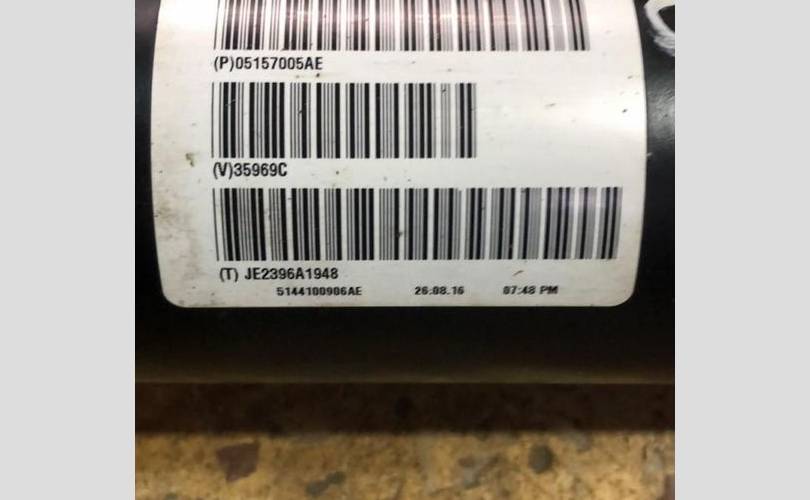 (P)05157005AE
(V)35969C
(T) JE2396A1948
5144100906AE 26.08.16 07:48 PM